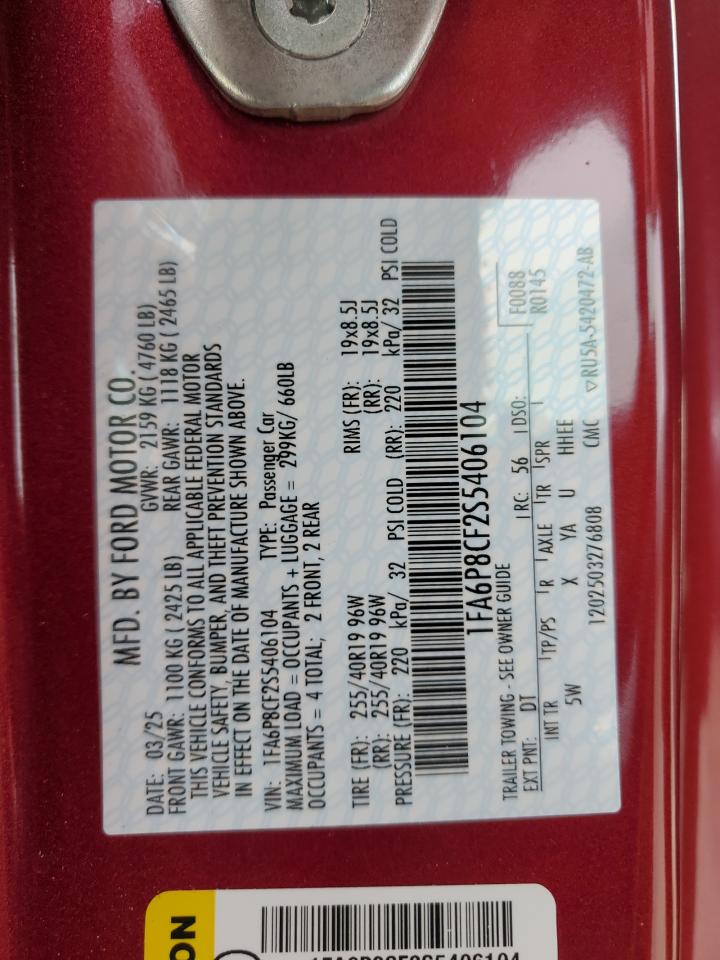 MFD. BY FORD MOTOR CO.
DATE: 03/25 GVWR: 2159 KG ( 4760 LB)
FRONT GAWR: 1100 KG ( 2425 LB) REAR GAWR: 1118 KG ( 2465 LB)
THIS VEHICLE CONFORMS TO ALL APPLICABLE FEDERAL MOTOR
VEHICLE SAFETY, BUMPER, AND THEFT PREVENTION STANDARDS
IN EFFECT ON THE DATE OF MANUFACTURE SHOWN ABOVE.
VIN: 1FA6P8CF2S5406104 TYPE: Passenger Car
MAXIMUM LOAD = OCCUPANTS + LUGGAGE = 299KG/ 660LB
OCCUPANTS = 4 TOTAL; 2 FRONT, 2 REAR
TIRE (FR): 255/40R19 96W RIMS (FR): 19x8.5J
(RR): 255/40R19 96W (RR): 19x8.5J
PRESSURE (FR): 220 kPa/ 32 PSI COLD (RR): 220 kPa/ 32 PSI COLD
1FA6P8CF2S5406104
TRAILER TOWING - SEE OWNER GUIDE
EXT PNT: DT RC: 56 DSO: F0088
R0145
INT TR TP/PS R AXLE TR SPR
5W X YA U HHEE
1202503276808 CMC ▽RU5A-5420472-AB